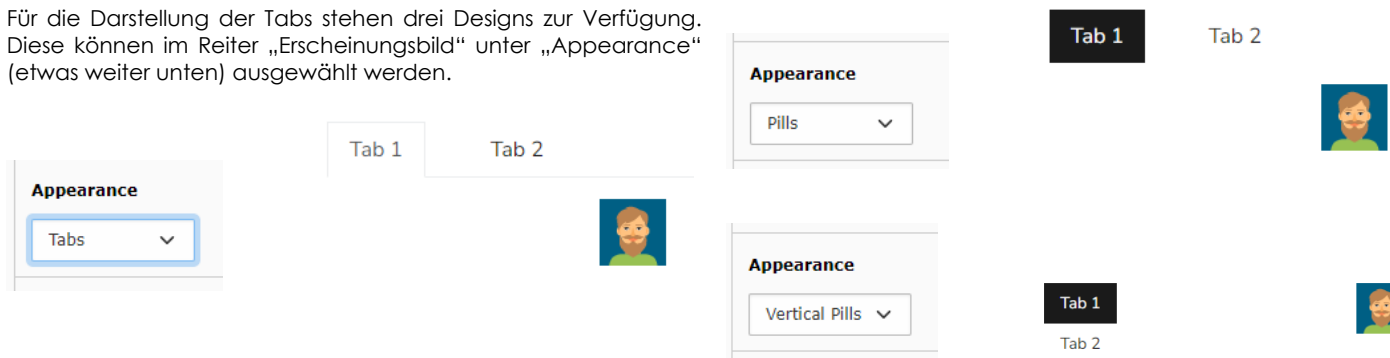 Für die Darstellung der Tabs stehen drei Designs zur Verfügung.
Diese können im Reiter „Erscheinungsbild“ unter „Appearance“
(etwas weiter unten) ausgewählt werden.
Tab 1 Tab 2
Appearance
Tabs
Tab 1 Tab 2
Appearance
Pills
Appearance
Vertical Pills
Tab 1
Tab 2